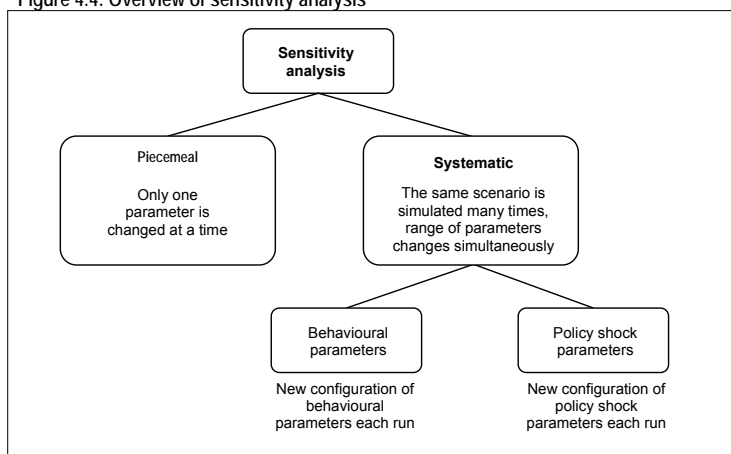 Figure 4.4: Overview of sensitivity analysis
Sensitivity
analysis
Piecemeal
Only one
parameter is
changed at a time
Systematic
The same scenario is
simulated many times,
range of parameters
changes simultaneously
Behavioural
parameters
New configuration of
behavioural
parameters each run
Policy shock
parameters
New configuration of
policy shock
parameters each run